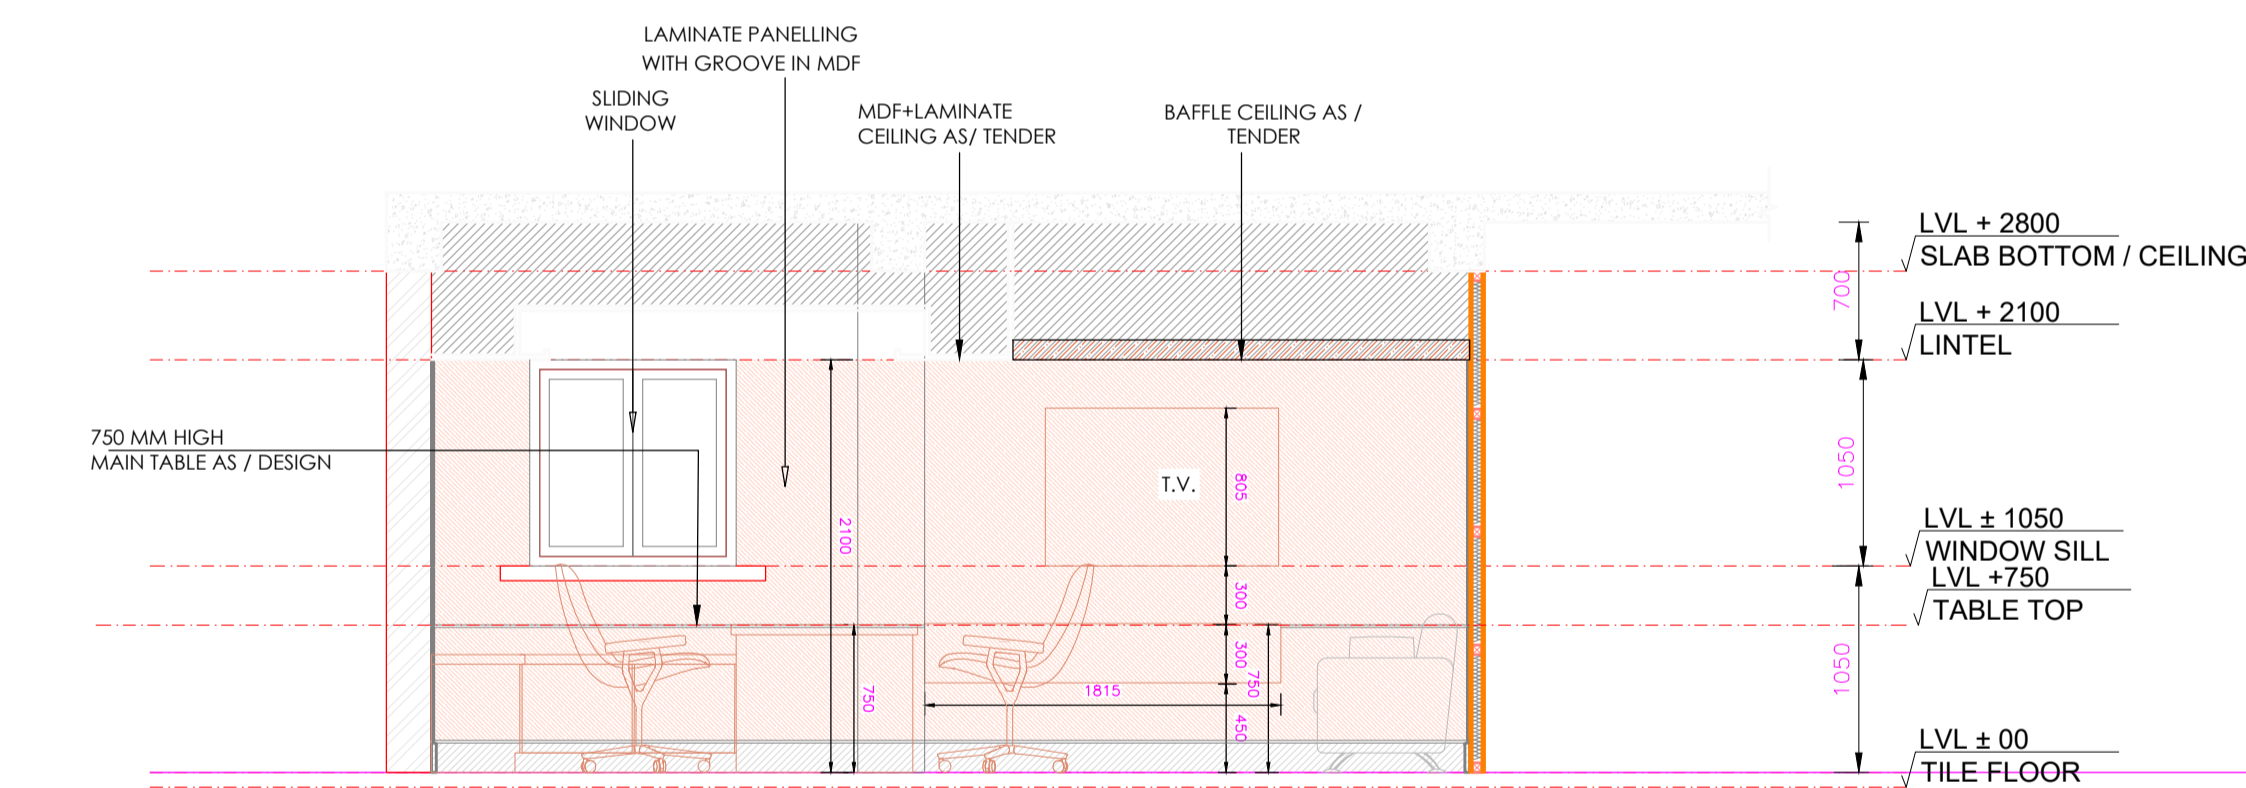 LAMINATE PANELLING
WITH GROOVE IN MDF
SLIDING
WINDOW
MDF+LAMINATE
CEILING AS/ TENDER
BAFFLE CEILING AS /
TENDER
LVL + 2800
SLAB BOTTOM / CEILING
700
LVL + 2100
LINTEL
750 MM HIGH
MAIN TABLE AS / DESIGN
T.V.
805
1050
2100
LVL ± 1050
WINDOW SILL
LVL +750
TABLE TOP
300
300
750
1815
750
450
1050
LVL ± 00
TILE FLOOR